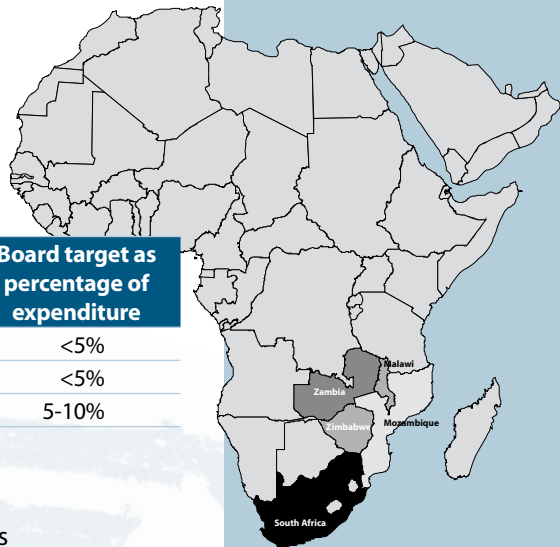 Board target as
percentage of
expenditure
<5%
<5%
5-10%
Malawi
Zambia
Mozambique
Zimbabwe
South Africa
s